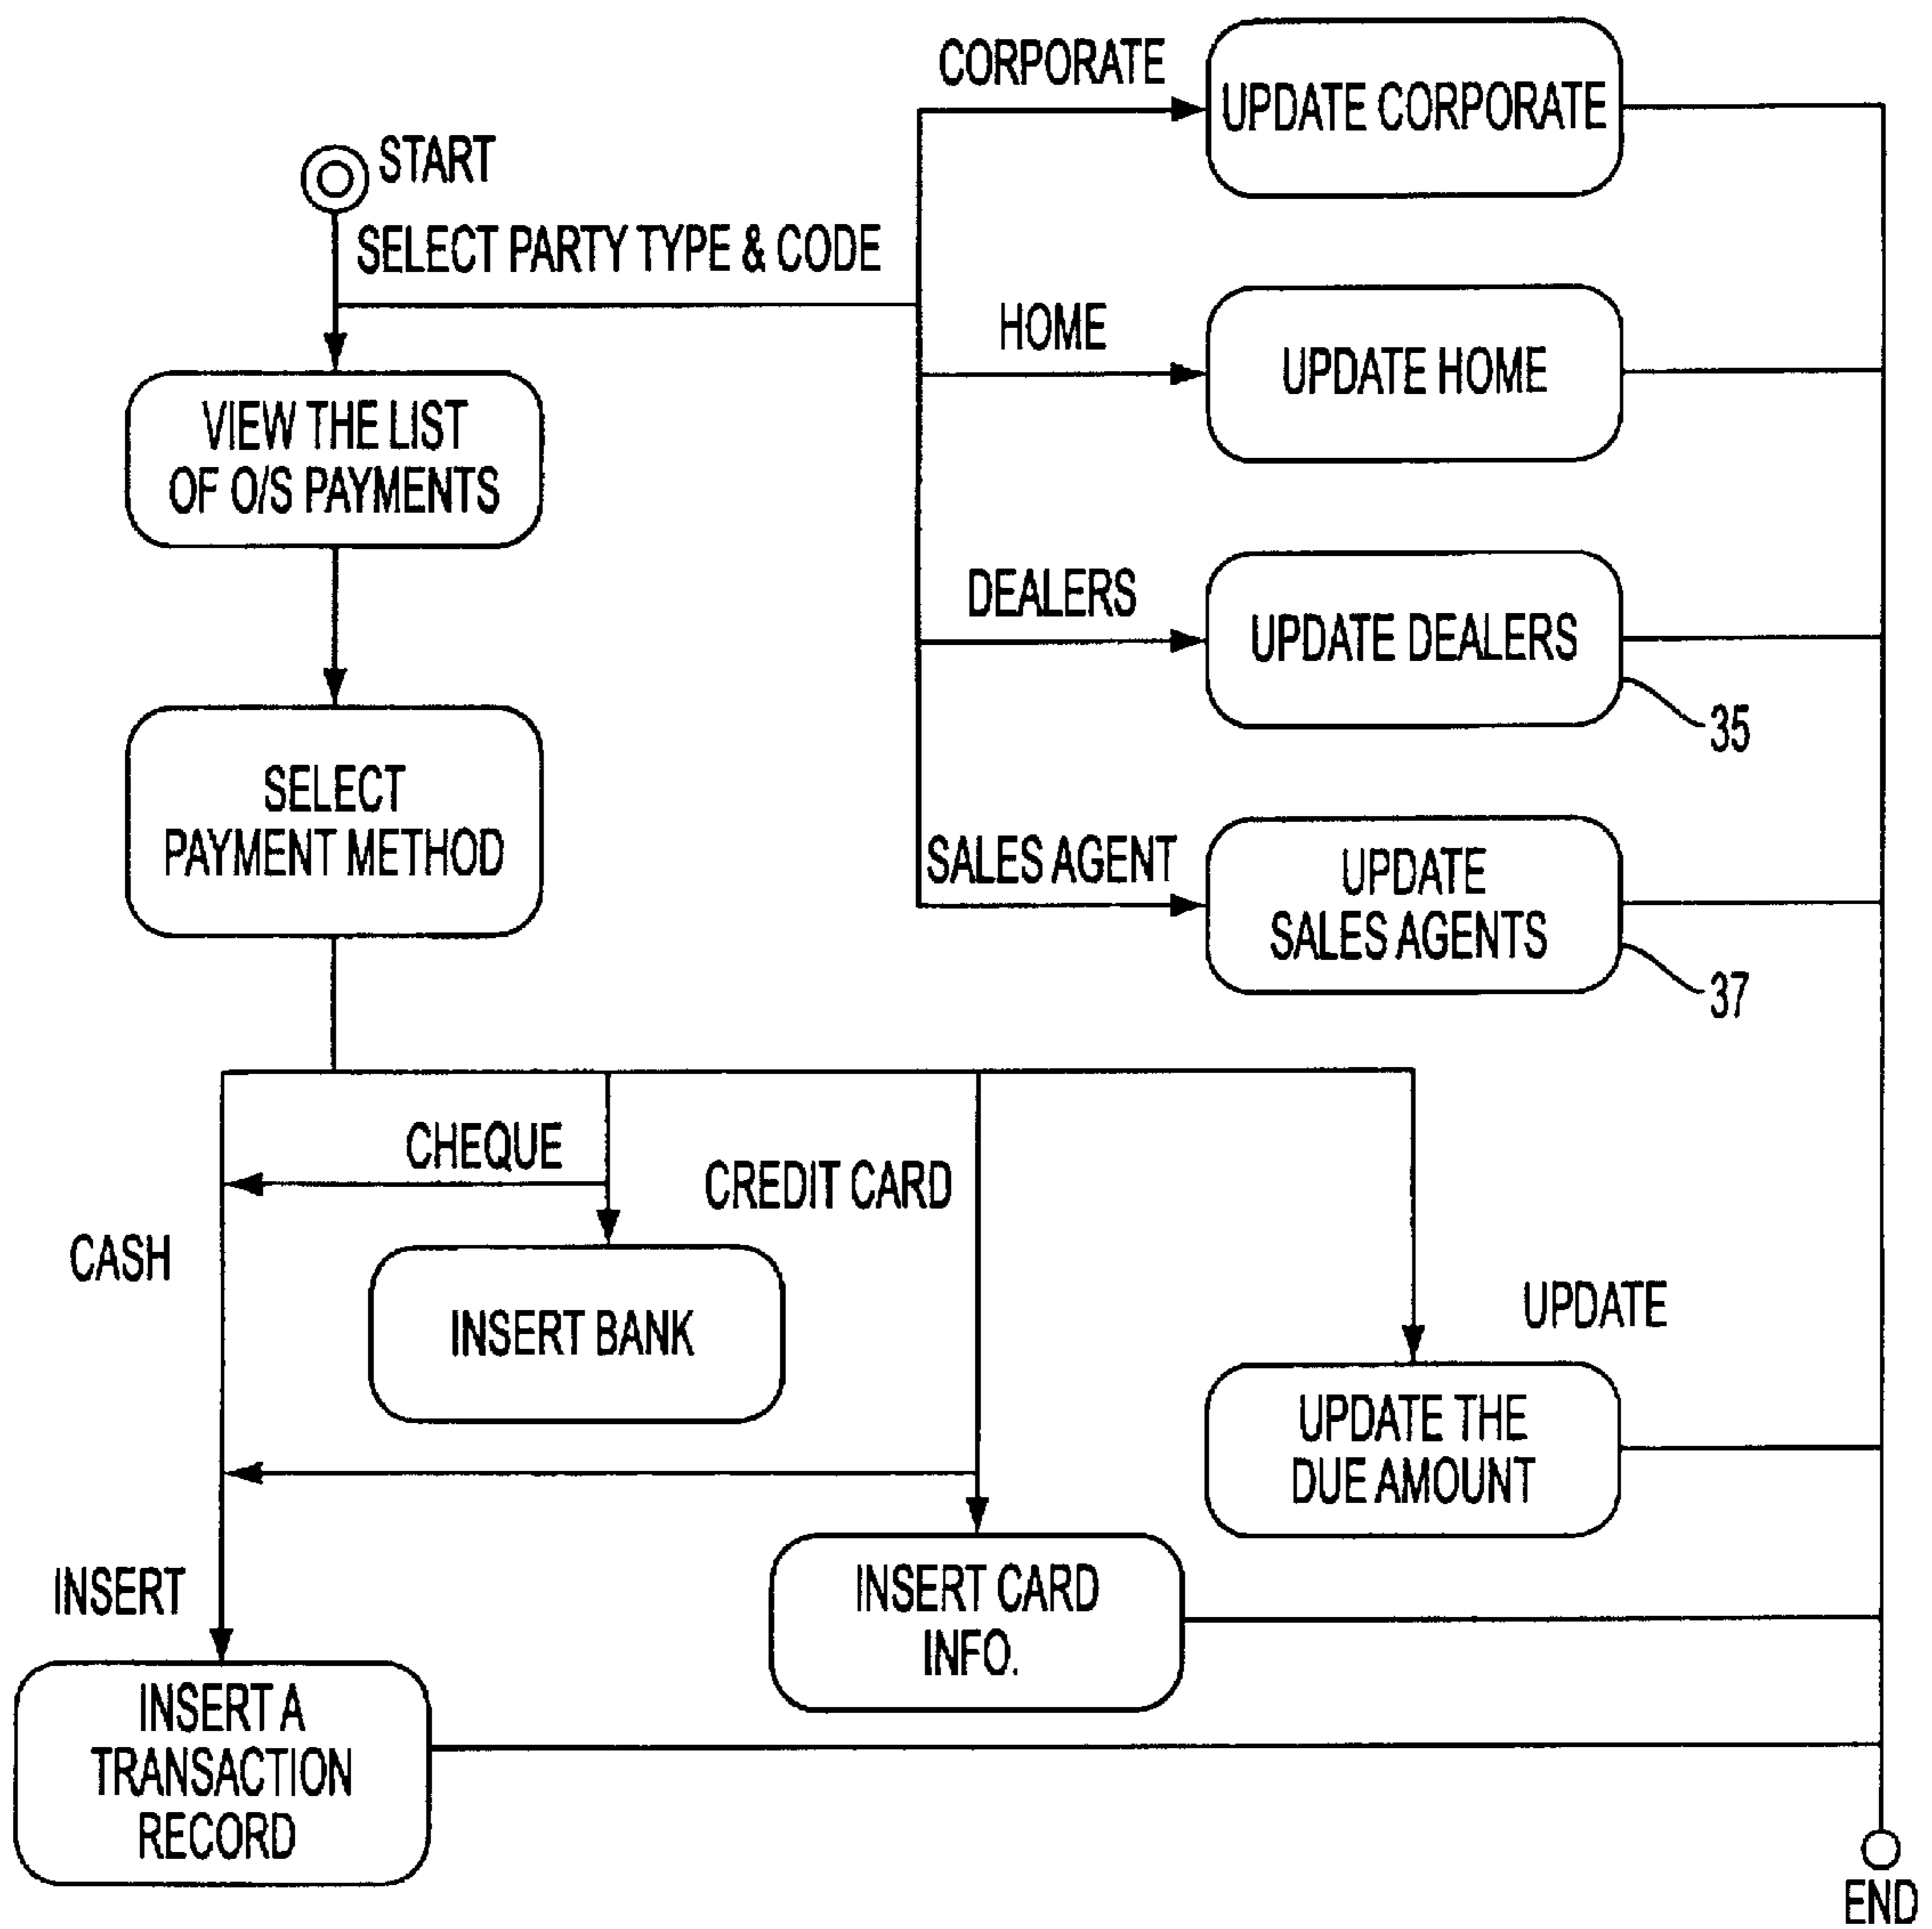 START
SELECT PARTY TYPE & CODE
CORPORATE
UPDATE CORPORATE
HOME
UPDATE HOME
VIEW THE LIST
OF O/S PAYMENTS
DEALERS
UPDATE DEALERS
35
SELECT
PAYMENT METHOD
SALES AGENT
UPDATE
SALES AGENTS
37
CHEQUE
CREDIT CARD
CASH
INSERT BANK
UPDATE
UPDATE THE
DUE AMOUNT
INSERT
INSERT CARD
INFO.
INSERT A
TRANSACTION
RECORD
END